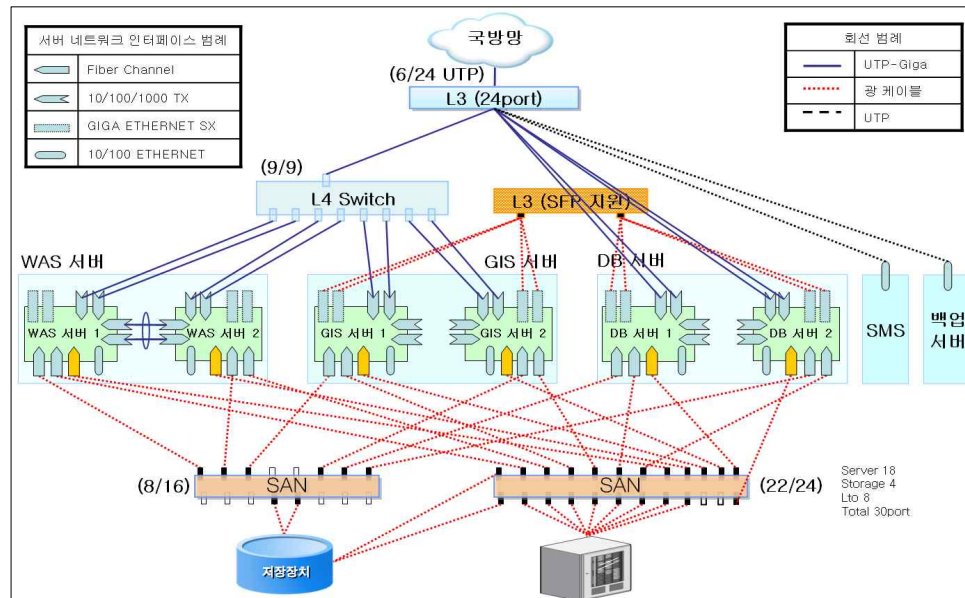 서버 네트워크 인터페이스 범례
Fiber Channel
10/100/1000 TX
GIGA ETHERNET SX
10/100 ETHERNET
국방망
(6/24 UTP)
L3 (24port)
회선 범례
UTP-Giga
광 케이블
UTP
(9/9)
L4 Switch
L3 (SFP 지원)
WAS 서버
GIS 서버
DB 서버
WAS 서버 1
WAS 서버 2
GIS 서버 1
GIS 서버 2
DB 서버 1
DB 서버 2
SMS
백업
서버
(8/16)
SAN
SAN
(22/24)
Server 18
Storage 4
Lto 8
Total 30port
저장장치